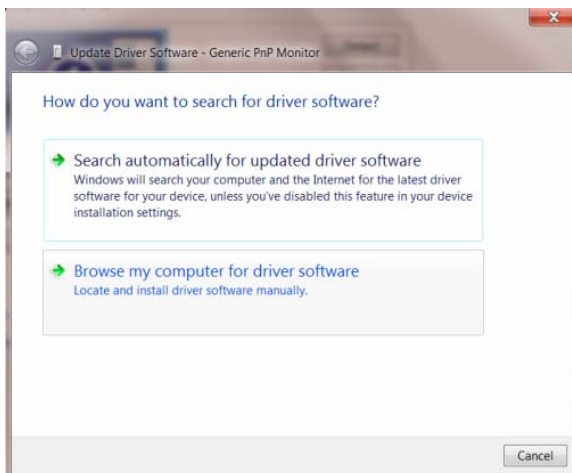 Update Driver Software - Generic PnP Monitor
How do you want to search for driver software?
Search automatically for updated driver software
Windows will search your computer and the Internet for the latest driver
software for your device, unless you've disabled this feature in your device
installation settings.
Browse my computer for driver software
Locate and install driver software manually.
Cancel